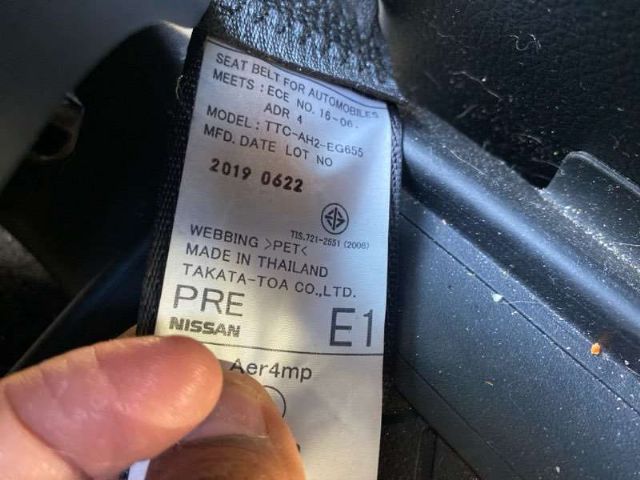 SEAT BELT FOR AUTOMOBILES
MEETS : ECE NO. 16-06.
ADR 4
MODEL: TTC-AH2-EG655
MFD. DATE LOT NO
2019 0622
TIS.721-2551 (2008)
WEBBING >PET<
MADE IN THAILAND
TAKATA-TOA CO.,LTD.
PRE
NISSAN
E1
Aer4mp